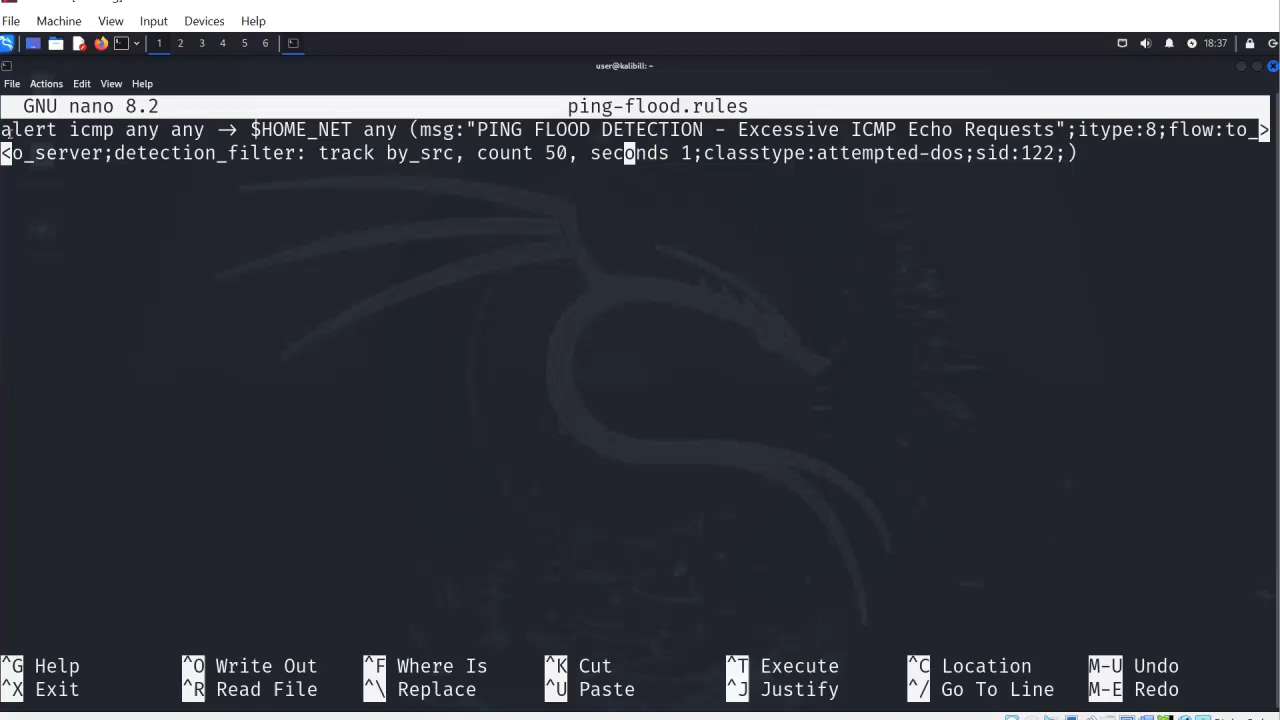 File Machine View Input Devices Help
1 2 3 4 5 6 18:37
user@kalibill: ~
File Actions Edit View Help
GNU nano 8.2 ping-flood.rules
alert icmp any any -> $HOME_NET any (msg:"PING FLOOD DETECTION - Excessive ICMP Echo Requests";itype:8;flow:to_>
<o_server;detection_filter: track by_src, count 50, seconds 1;classtype:attempted-dos;sid:122;)
^G Help ^O Write Out ^F Where Is ^K Cut ^T Execute ^C Location M-U Undo
^X Exit ^R Read File ^\ Replace ^U Paste ^J Justify ^/ Go To Line M-E Redo